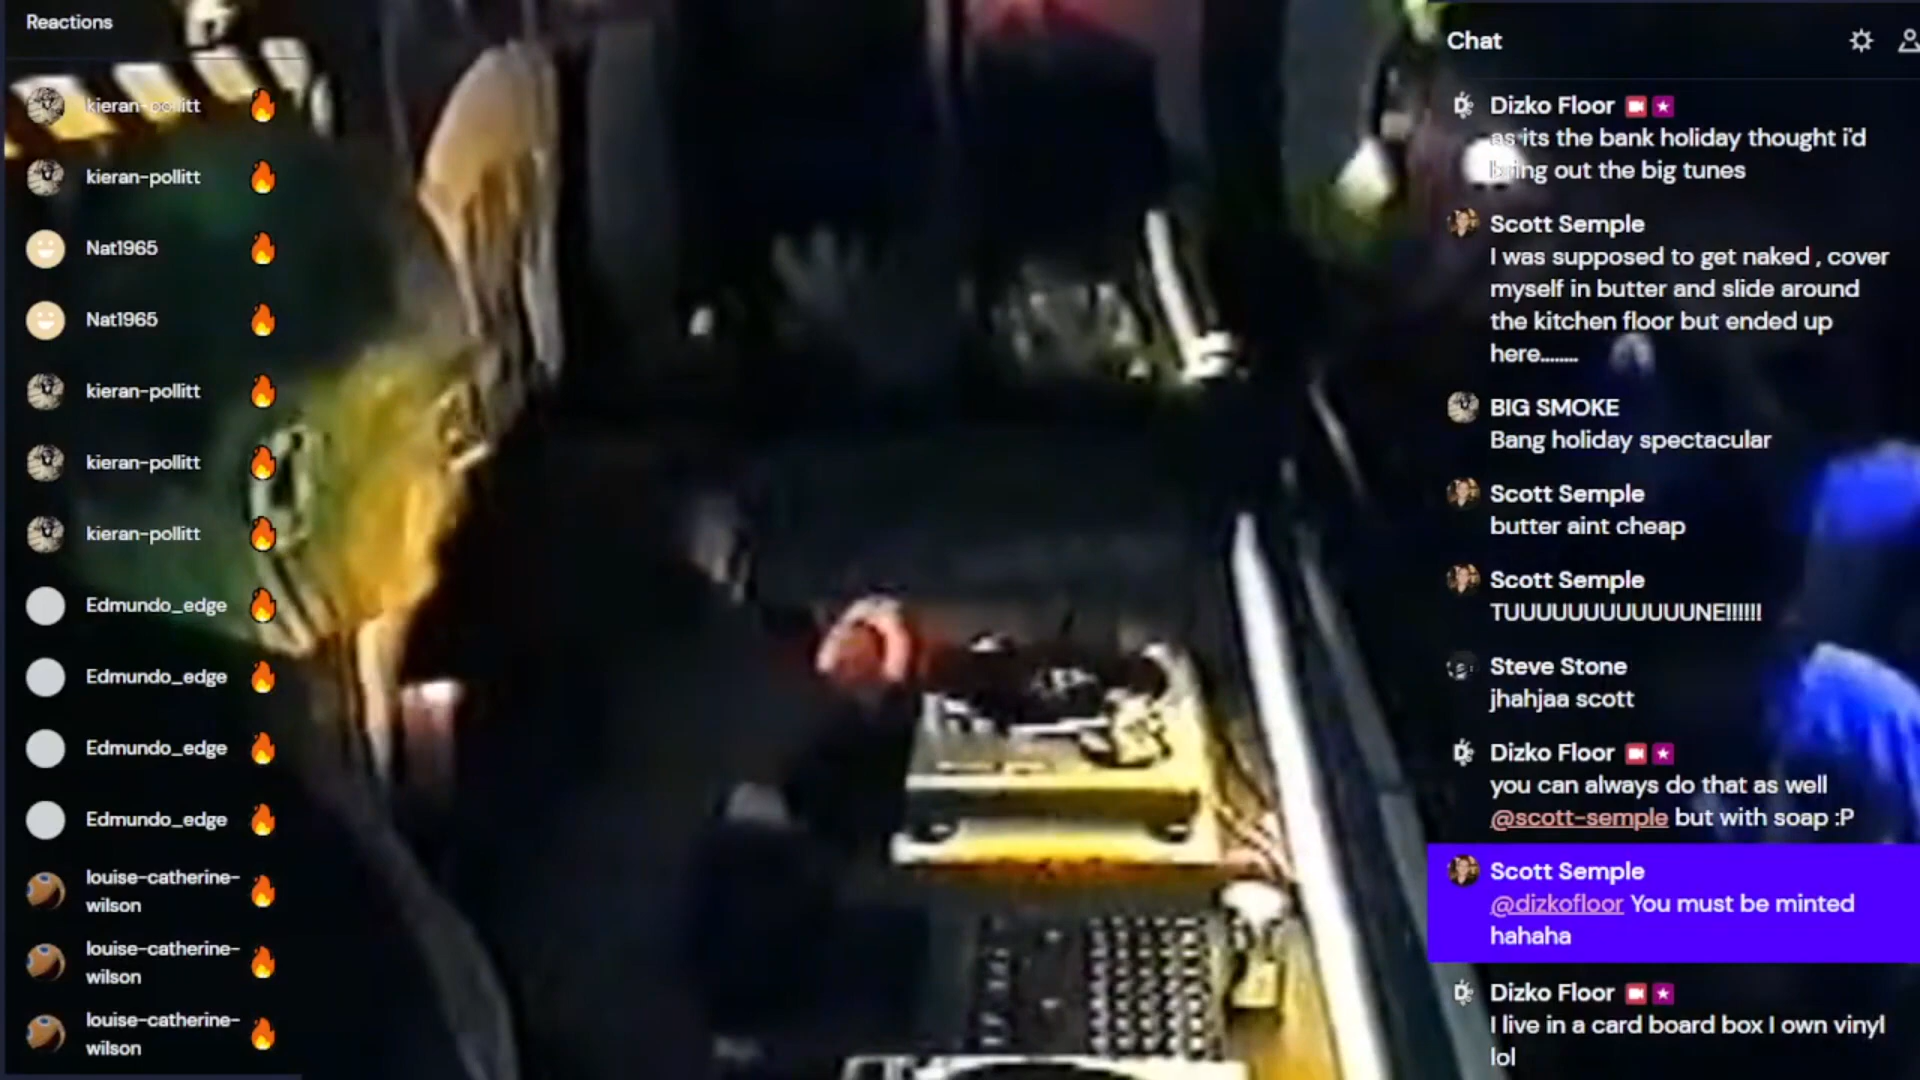 Reactions
kieran-pollitt
kieran-pollitt
Nat1965
Nat1965
kieran-pollitt
kieran-pollitt
kieran-pollitt
Edmundo_edge
Edmundo_edge
Edmundo_edge
Edmundo_edge
louise-catherine-
wilson
louise-catherine-
wilson
louise-catherine-
wilson
Chat
Dizko Floor
as its the bank holiday thought i'd
bring out the big tunes
Scott Semple
I was supposed to get naked , cover
myself in butter and slide around
the kitchen floor but ended up
here........
BIG SMOKE
Bang holiday spectacular
Scott Semple
butter aint cheap
Scott Semple
TUUUUUUUUUUUUNE!!!!!!
Steve Stone
jhahjaa scott
Dizko Floor
you can always do that as well
@scott-semple but with soap :P
Scott Semple
@dizkofloor You must be minted
hahaha
Dizko Floor
I live in a card board box I own vinyl
lol